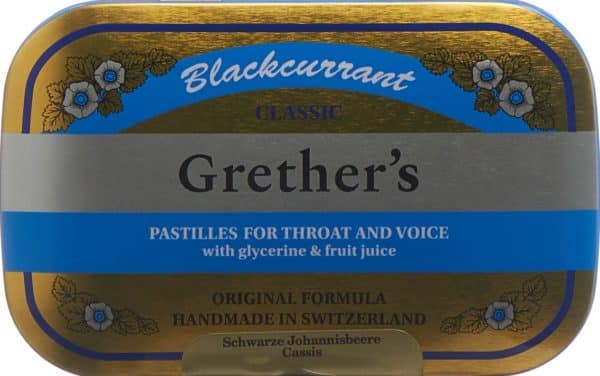 Blackcurrant
CLASSIC
Grether's
PASTILLES FOR THROAT AND VOICE
with glycerine & fruit juice
ORIGINAL FORMULA
HANDMADE IN SWITZERLAND
Schwarze Johannisbeere
Cassis